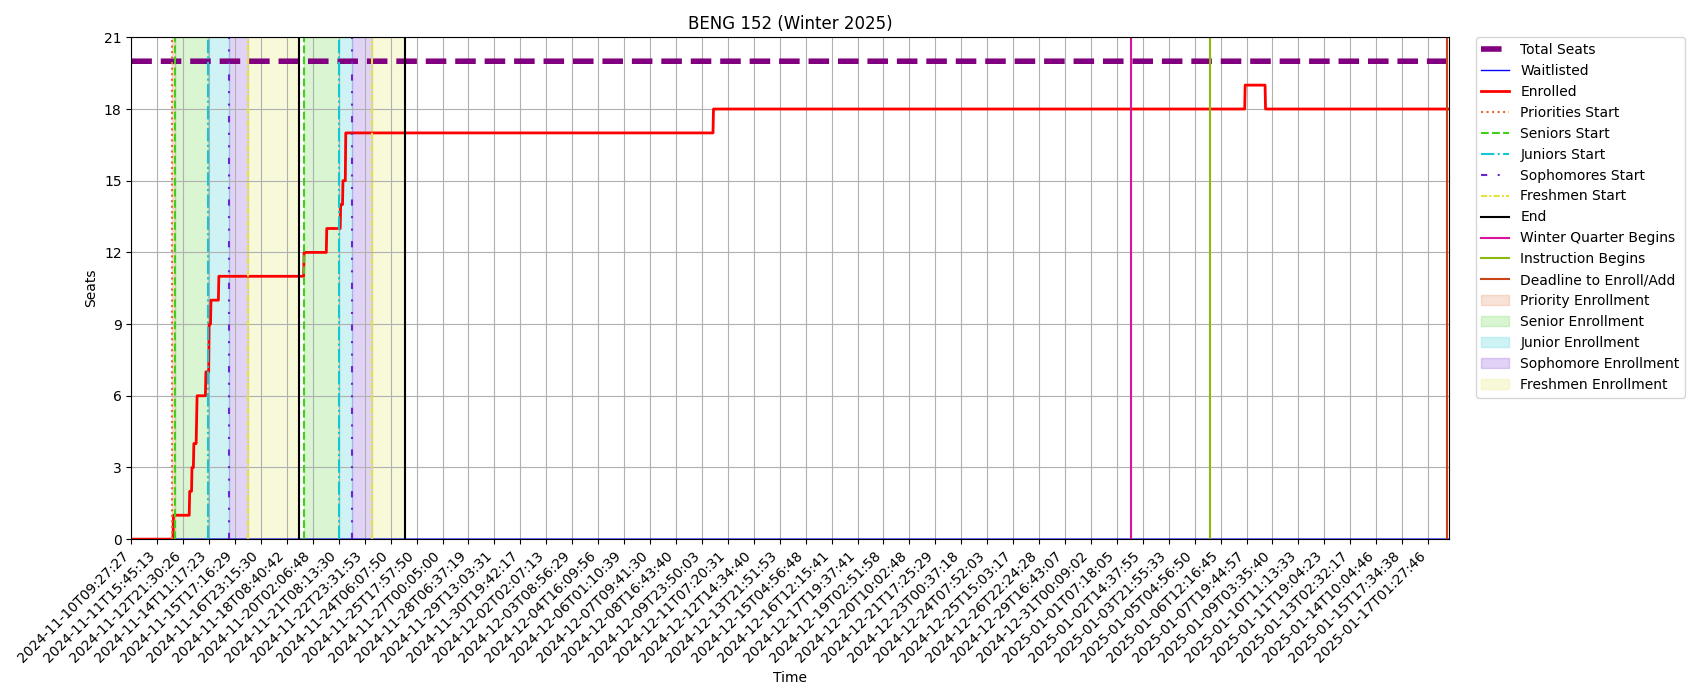 BENG 152 (Winter 2025)
21
18
15
12
9
6
3
0
Seats
2024-11-10T09:27:27
2024-11-11T15:45:13
2024-11-12T21:30:26
2024-11-14T11:17:23
2024-11-15T17:16:29
2024-11-16T23:15:30
2024-11-18T08:40:42
2024-11-20T02:06:48
2024-11-21T08:13:30
2024-11-22T23:31:53
2024-11-24T06:07:50
2024-11-25T17:57:50
2024-11-27T00:05:00
2024-11-28T06:37:19
2024-11-29T13:03:31
2024-11-30T19:42:17
2024-12-02T02:07:13
2024-12-03T08:56:29
2024-12-04T16:09:56
2024-12-06T01:10:39
2024-12-07T09:41:30
2024-12-08T16:43:40
2024-12-09T23:50:03
2024-12-11T07:20:31
2024-12-12T14:34:40
2024-12-13T21:51:53
2024-12-15T04:56:48
2024-12-16T12:15:41
2024-12-17T19:37:41
2024-12-19T02:51:58
2024-12-20T10:02:48
2024-12-21T17:25:29
2024-12-23T00:37:18
2024-12-24T07:52:03
2024-12-25T15:03:17
2024-12-26T22:24:28
2024-12-29T16:43:07
2024-12-31T00:09:02
2025-01-01T07:18:05
2025-01-02T14:37:55
2025-01-03T21:55:33
2025-01-05T04:56:50
2025-01-06T12:16:45
2025-01-07T19:44:57
2025-01-09T03:35:40
2025-01-10T11:13:33
2025-01-11T19:04:23
2025-01-13T02:32:17
2025-01-14T10:04:46
2025-01-15T17:34:38
2025-01-17T01:27:46
Time
Total Seats
Waitlisted
Enrolled
Priorities Start
Seniors Start
Juniors Start
Sophomores Start
Freshmen Start
End
Winter Quarter Begins
Instruction Begins
Deadline to Enroll/Add
Priority Enrollment
Senior Enrollment
Junior Enrollment
Sophomore Enrollment
Freshmen Enrollment